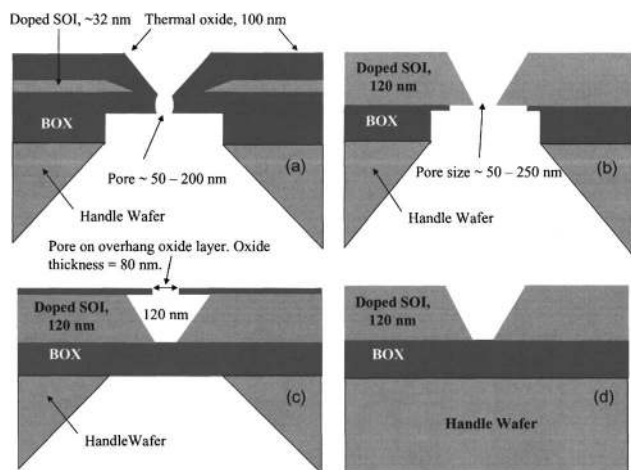 Doped SOI, ~32 nm
Thermal oxide, 100 nm
BOX
(a)
Pore ~ 50 – 200 nm
Handle Wafer
Doped SOI,
120 nm
BOX
(b)
Pore size ~ 50 – 250 nm
Handle Wafer
Pore on overhang oxide layer. Oxide
thickness = 80 nm.
Doped SOI,
120 nm
120 nm
BOX
(c)
HandleWafer
Doped SOI,
120 nm
BOX
(d)
Handle Wafer